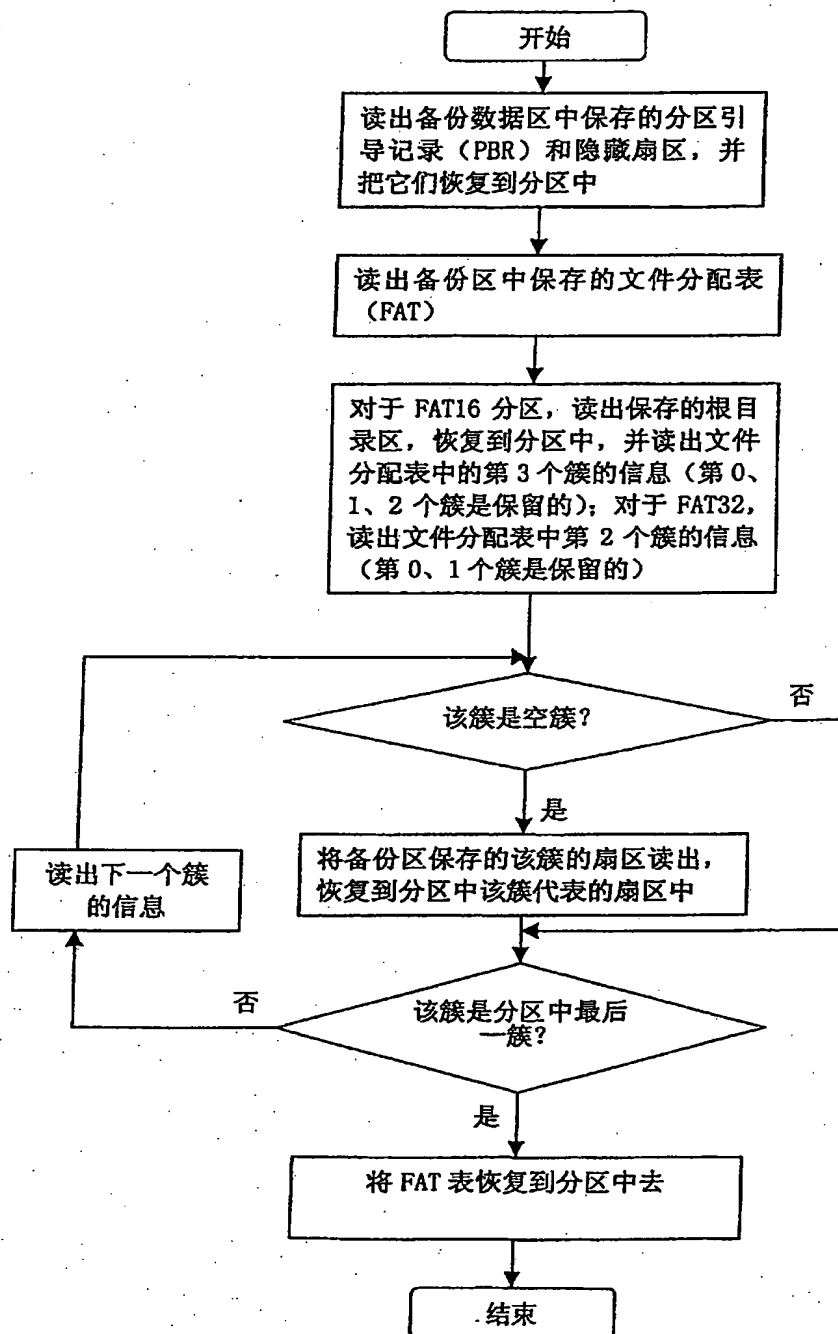 开始
读出备份数据区中保存的分区引
导记录（PBR）和隐藏扇区，并
把它们恢复到分区中
读出备份区中保存的文件分配表
（FAT）
对于 FAT16 分区，读出保存的根目
录区，恢复到分区中，并读出文件
分配表中的第 3 个簇的信息（第 0、
1、2 个簇是保留的）；对于 FAT32，
读出文件分配表中第 2 个簇的信息
（第 0、1 个簇是保留的）
该簇是空簇？
否
是
将备份区保存的该簇的扇区读出，
恢复到分区中该簇代表的扇区中
读出下一个簇
的信息
否
该簇是分区中最后
一簇？
是
将 FAT 表恢复到分区中去
结束